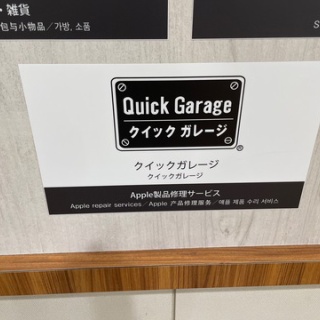 ・雑貨
包与小物品／가방, 소품
S
Quick Garage
クイック ガレージ
®
クイックガレージ
クイックガレージ
Apple製品修理サービス
Apple repair services／Apple 产品修理服务／애플 제품 수리 서비스